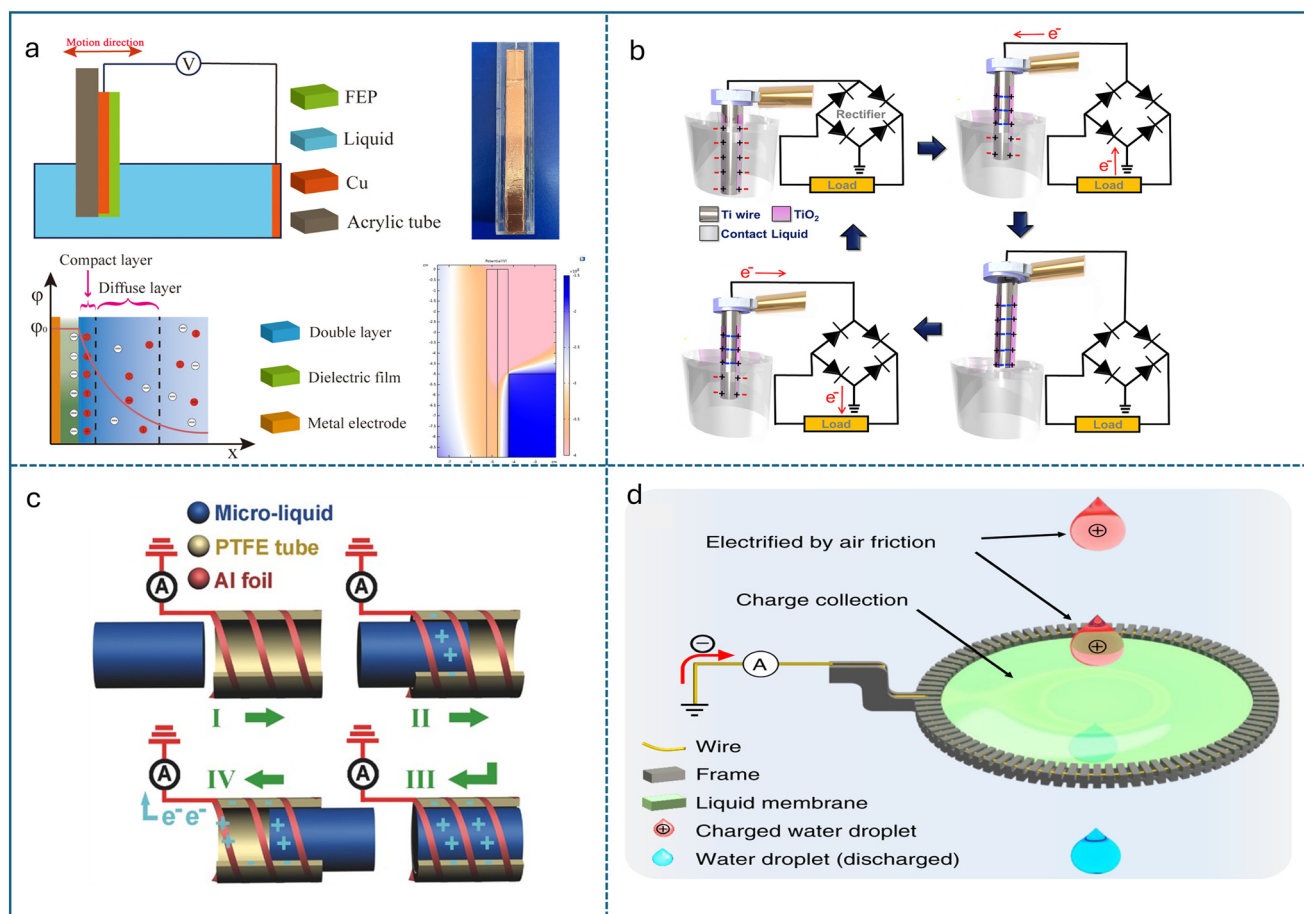 a
Motion direction
V
FEP
Liquid
Cu
Acrylic tube
Compact layer
Diffuse layer
φ
φ₀
x
Double layer
Dielectric film
Metal electrode
b
e⁻
Rectifier
Load
e⁻
e⁻
Load
Ti wire
TiO₂
Contact Liquid
e⁻
e⁻
Load
Load
c
Micro-liquid
PTFE tube
Al foil
A
A
I
II
A
A
IV
III
e⁻e⁻
d
Electrified by air friction
Charge collection
A
Wire
Frame
Liquid membrane
Charged water droplet
Water droplet (discharged)